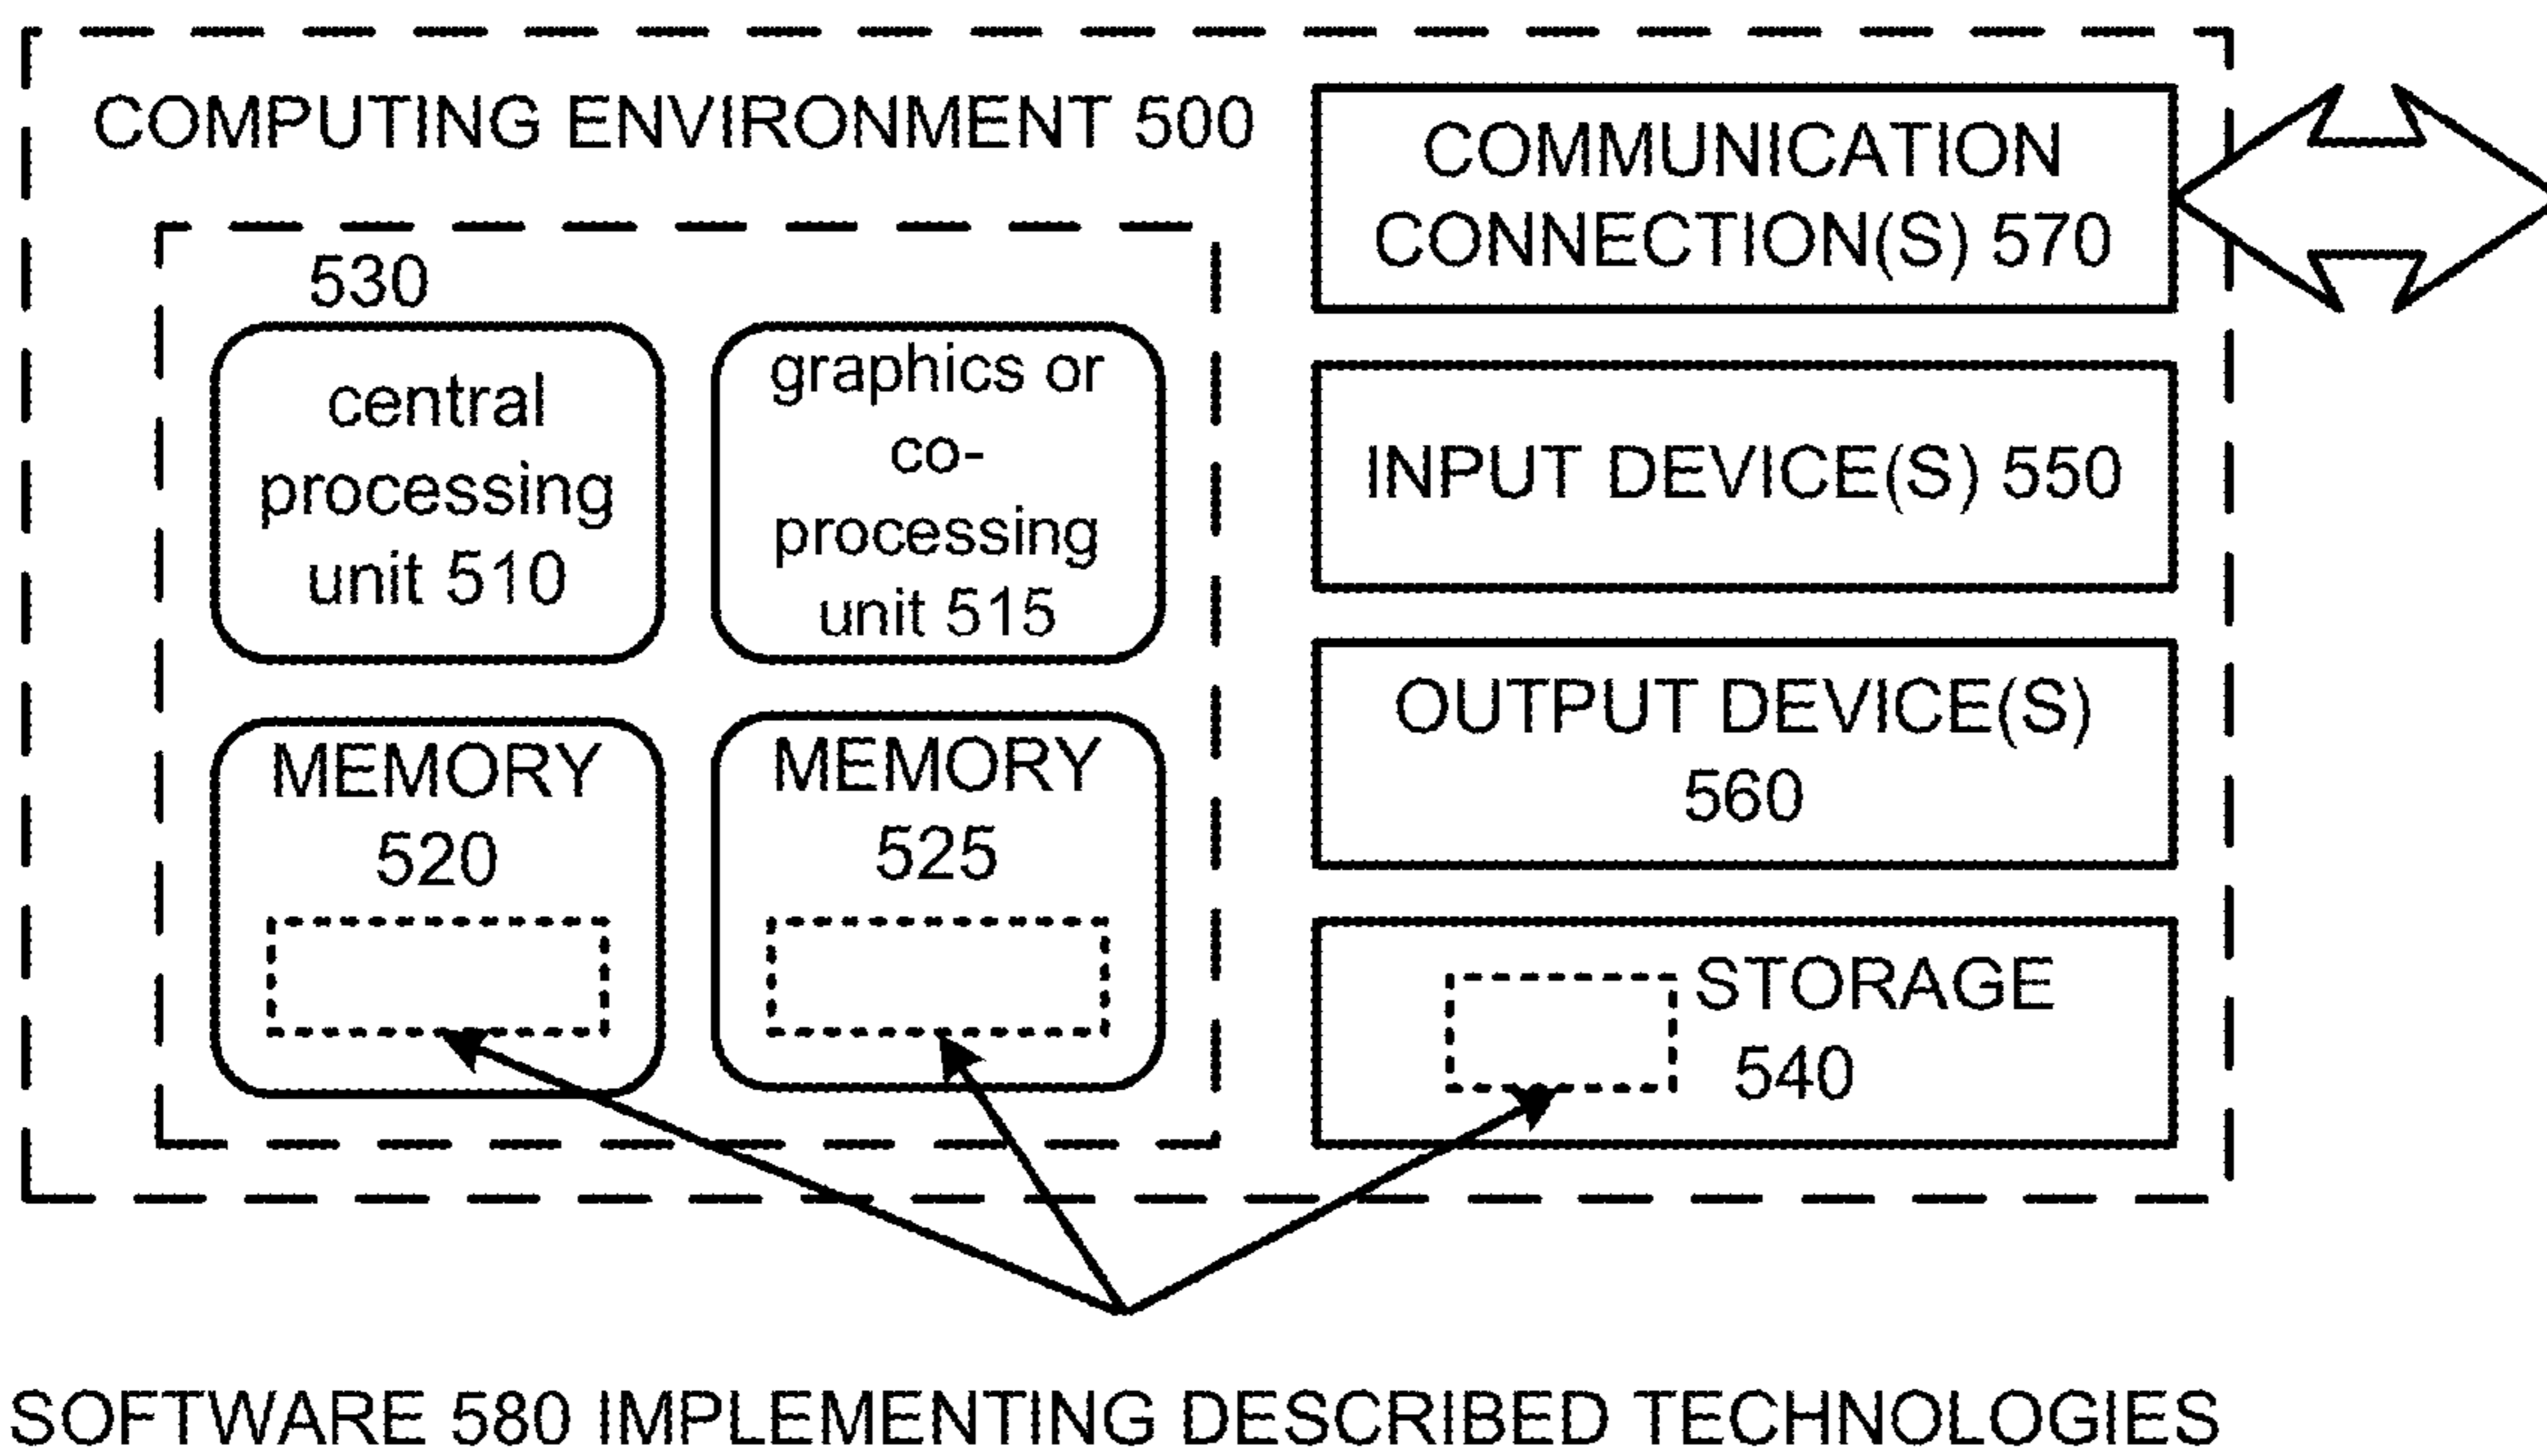 COMPUTING ENVIRONMENT 500
530
central
processing
unit 510
graphics or
co-
processing
unit 515
MEMORY
520
MEMORY
525
COMMUNICATION
CONNECTION(S) 570
INPUT DEVICE(S) 550
OUTPUT DEVICE(S)
560
STORAGE
540
SOFTWARE 580 IMPLEMENTING DESCRIBED TECHNOLOGIES